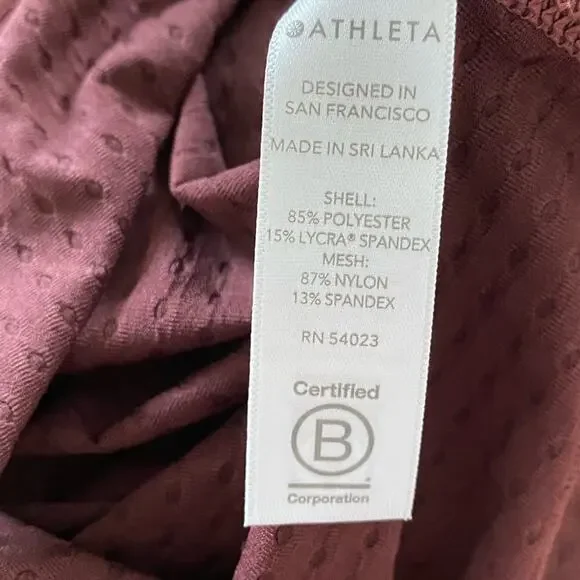 ATHLETA
DESIGNED IN
SAN FRANCISCO
MADE IN SRI LANKA
SHELL:
85% POLYESTER
15% LYCRA® SPANDEX
MESH:
87% NYLON
13% SPANDEX
RN 54023
Certified
B
Corporation